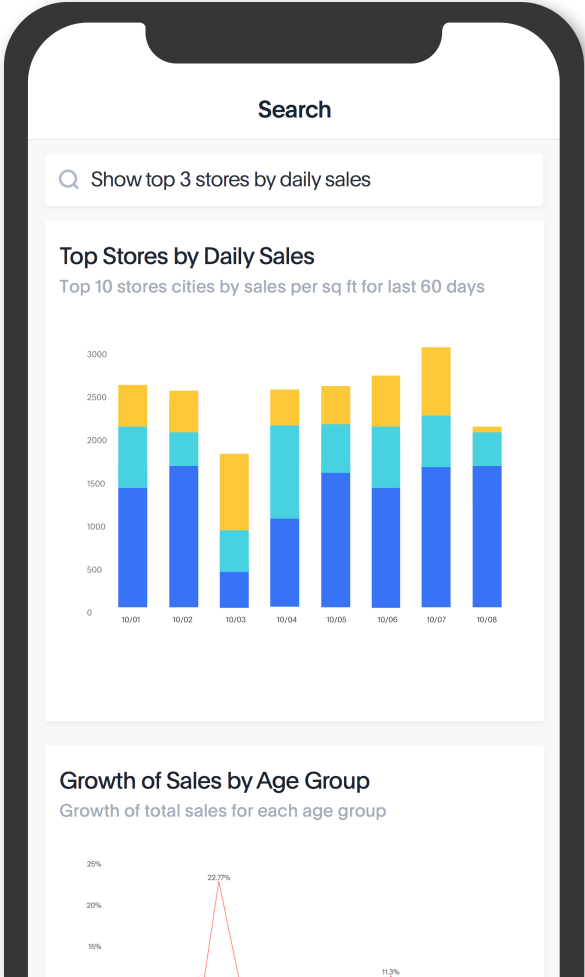 Search
Show top 3 stores by daily sales
Top Stores by Daily Sales
Top 10 stores cities by sales per sq ft for last 60 days
3000
2500
2000
1500
1000
500
0
10/01 10/02 10/03 10/04 10/05 10/06 10/07 10/08
Growth of Sales by Age Group
Growth of total sales for each age group
25%
22.77%
20%
15%
11.3%